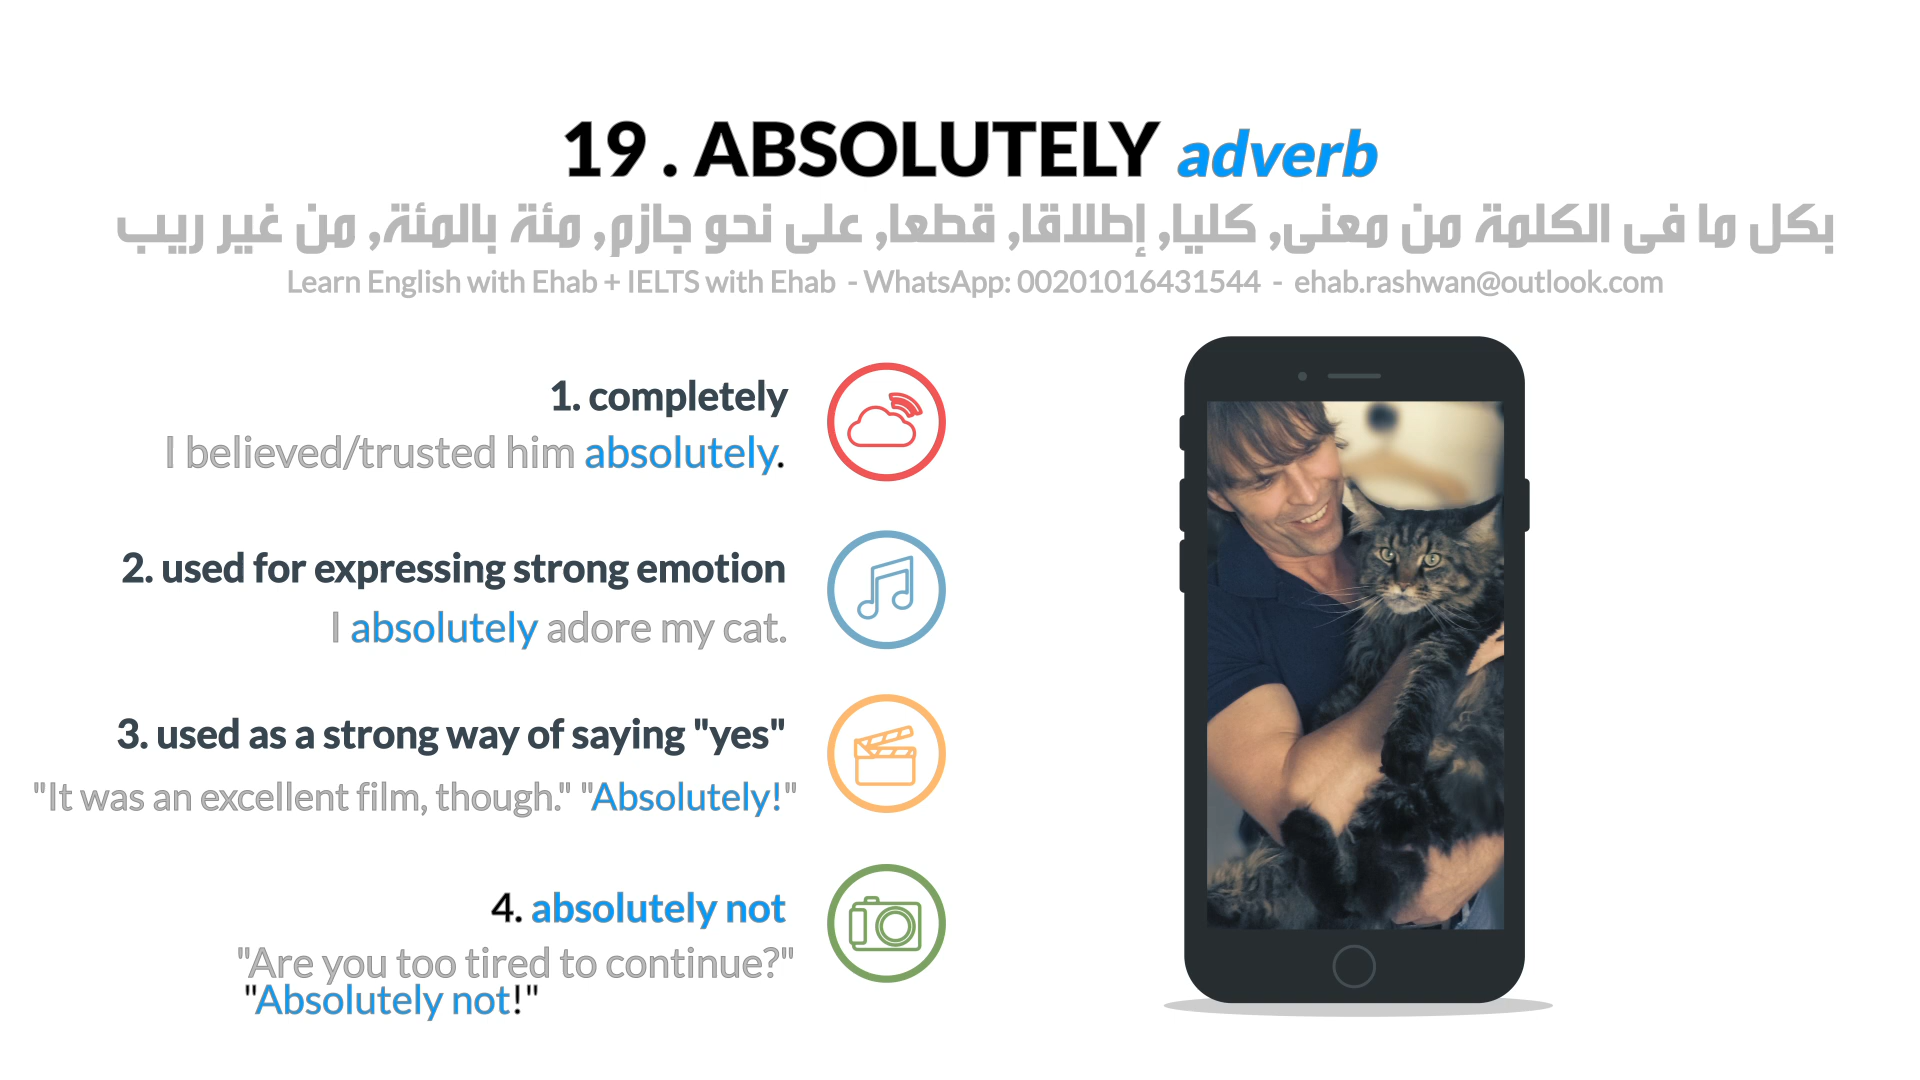 19 . ABSOLUTELY adverb
بكل ما فى الكلمة من معنى, كليا, إطلاقا, قطعا, على نحو جازم, مئة بالمئة, من غير ريب
Learn English with Ehab + IELTS with Ehab - WhatsApp: 00201016431544 - ehab.rashwan@outlook.com
1. completely
I believed/trusted him absolutely.
2. used for expressing strong emotion
I absolutely adore my cat.
3. used as a strong way of saying "yes"
"It was an excellent film, though." "Absolutely!"
4. absolutely not
"Are you too tired to continue?"
"Absolutely not!"